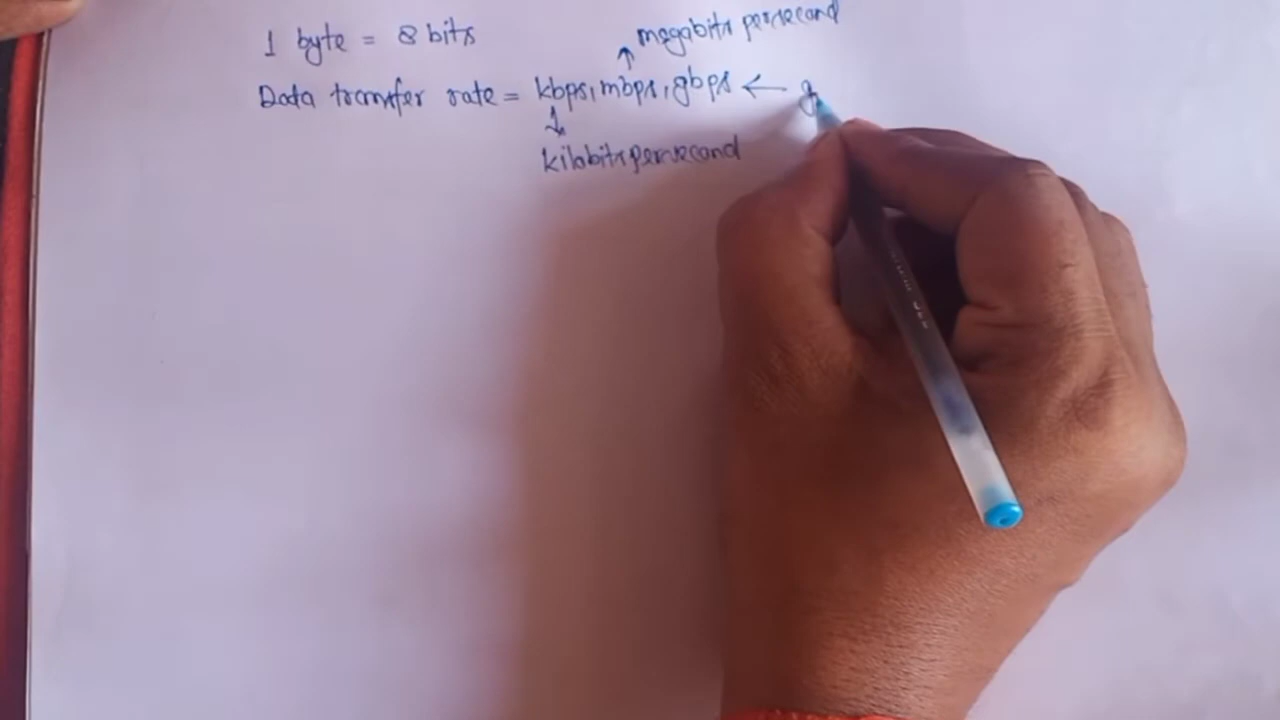 1 byte = 8 bits
megabits persecond
Data transfer rate = kbps, mbps, gbps ← g
↓
kilobits persecond